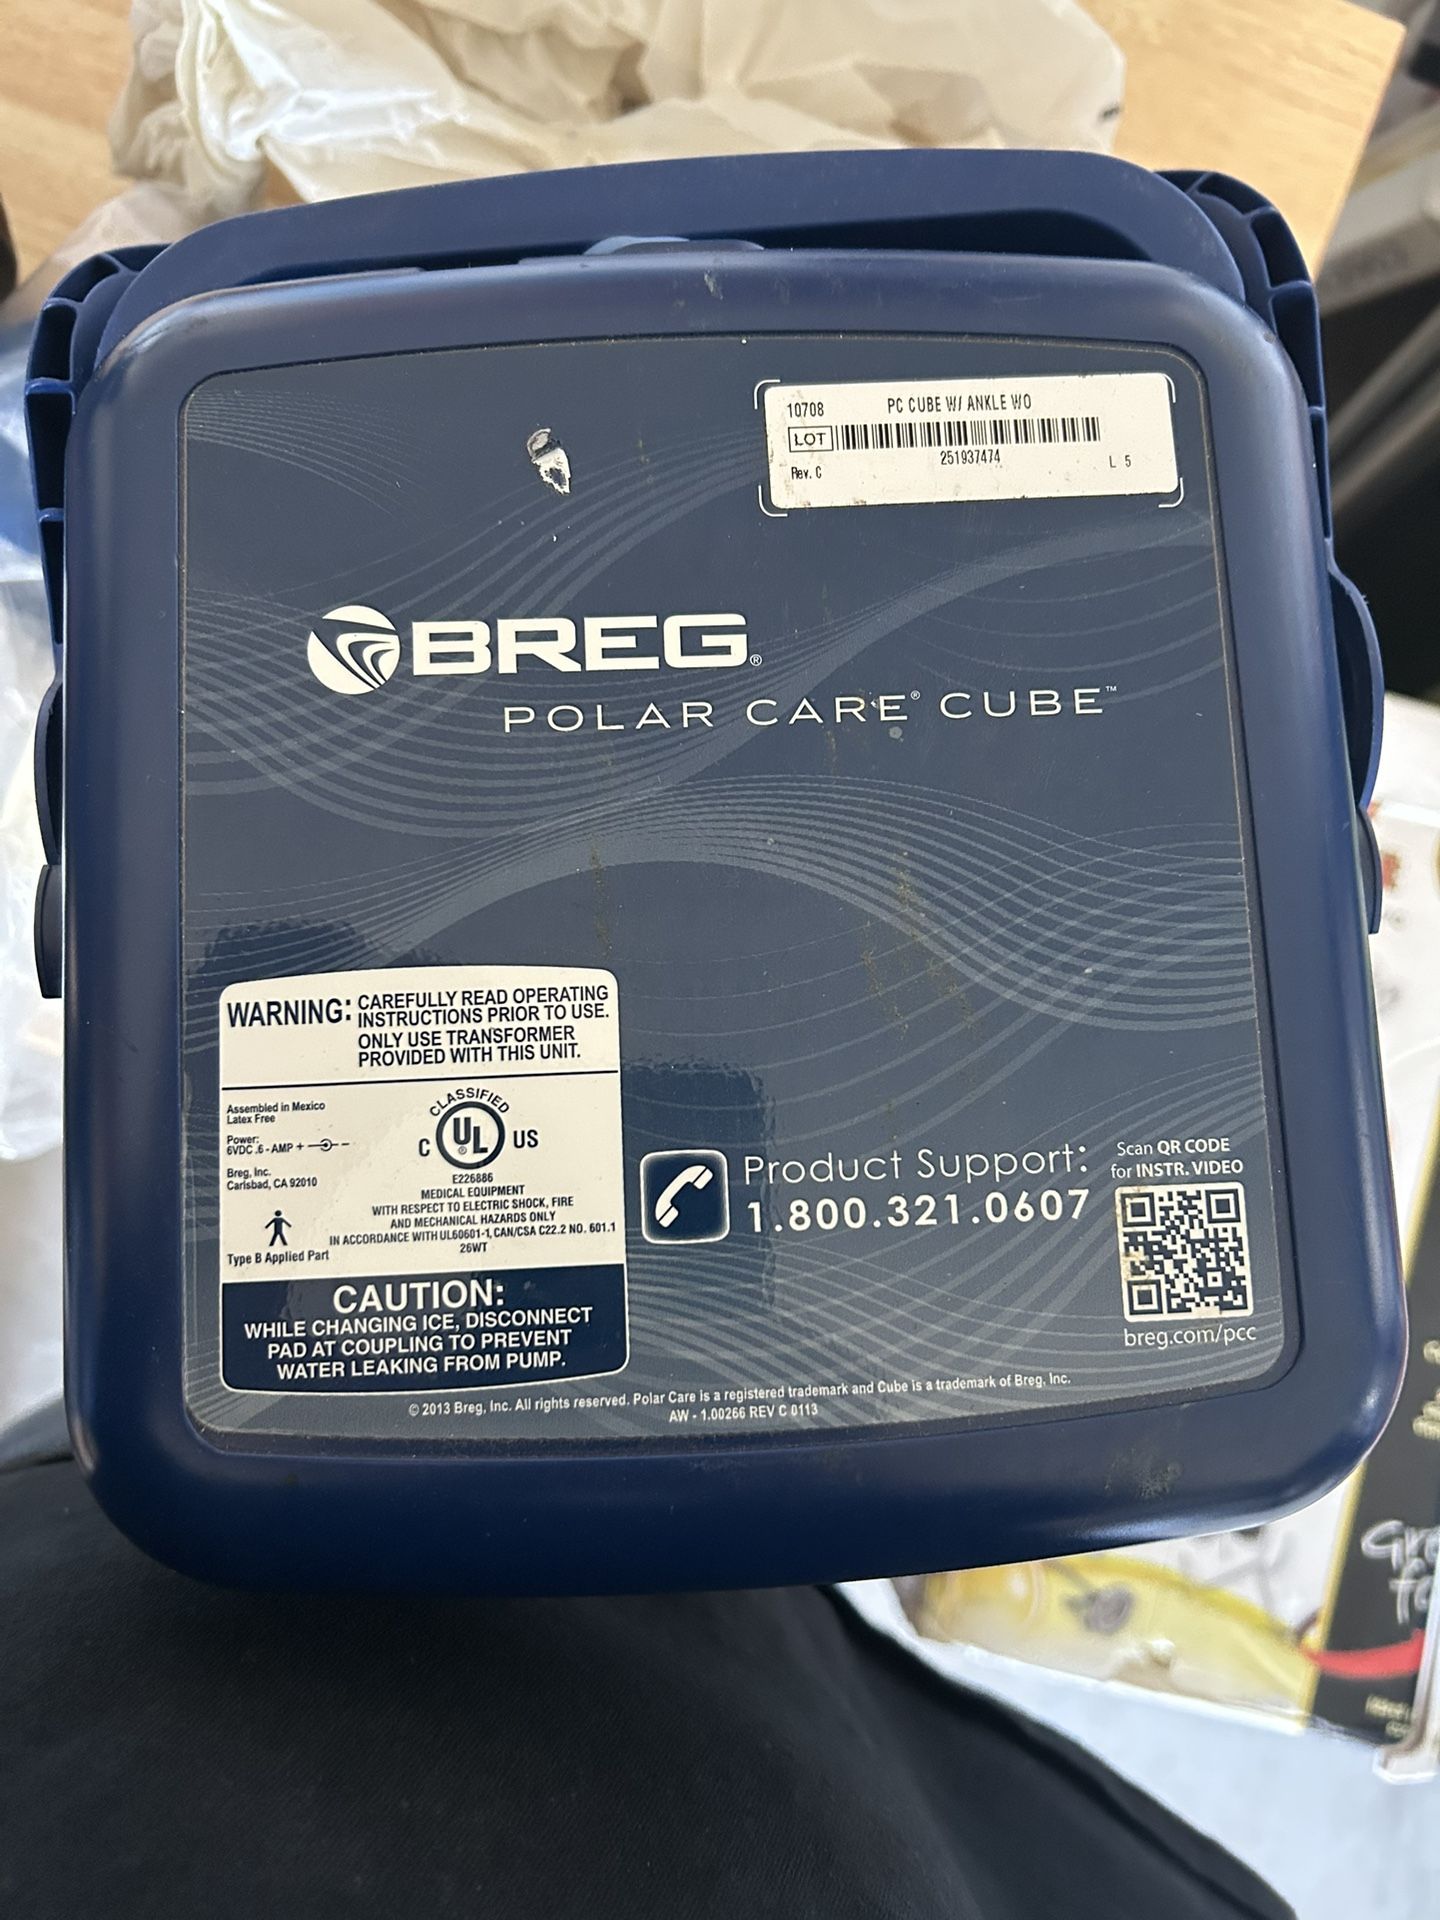 10708 PC CUBE W/ ANKLE WO
LOT
251937474
Rev. C L 5
BREG®
POLAR CARE® CUBE™
WARNING: CAREFULLY READ OPERATING
INSTRUCTIONS PRIOR TO USE.
ONLY USE TRANSFORMER
PROVIDED WITH THIS UNIT.
Assembled in Mexico
Latex Free
Power:
6VDC .6 - AMP + -
Breg, Inc.
Carlsbad, CA 92010
Type B Applied Part
CLASSIFIED
C UL® US
E226886
MEDICAL EQUIPMENT
WITH RESPECT TO ELECTRIC SHOCK, FIRE
AND MECHANICAL HAZARDS ONLY
IN ACCORDANCE WITH UL60601-1, CAN/CSA C22.2 NO. 601.1
26WT
CAUTION:
WHILE CHANGING ICE, DISCONNECT
PAD AT COUPLING TO PREVENT
WATER LEAKING FROM PUMP.
Product Support:
1.800.321.0607
Scan QR CODE
for INSTR. VIDEO
breg.com/pcc
© 2013 Breg, Inc. All rights reserved. Polar Care is a registered trademark and Cube is a trademark of Breg, Inc.
AW - 1.00266 REV C 0113